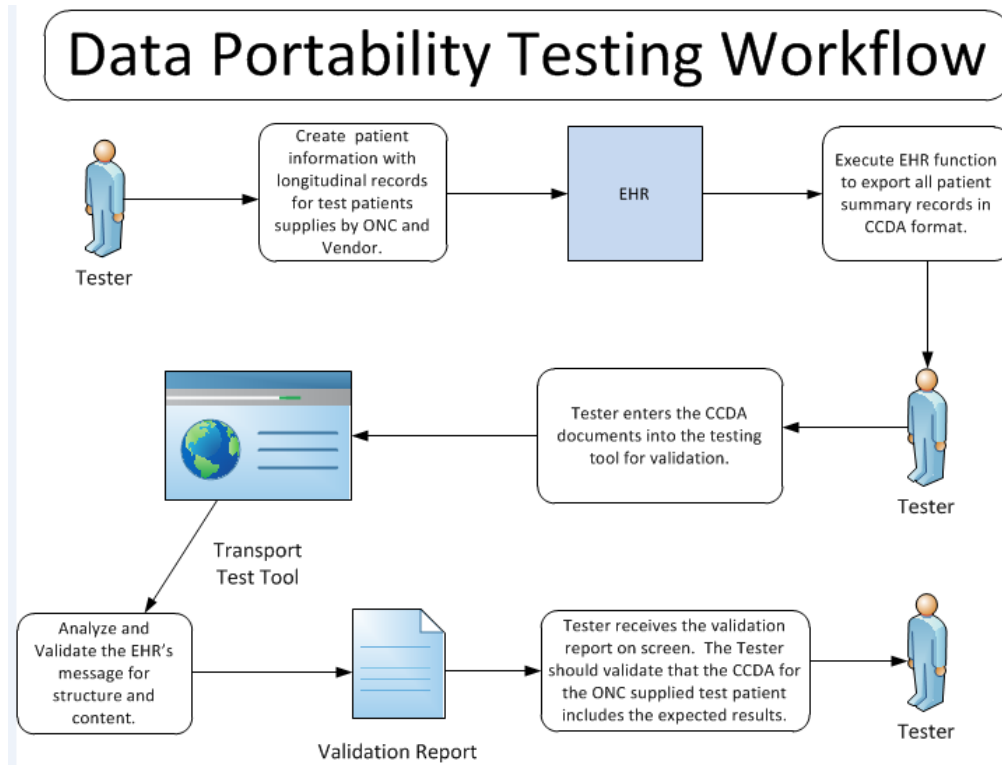 Data Portability Testing Workflow
Create patient
information with
longitudinal records
for test patients
supplies by ONC and
Vendor.
EHR
Execute EHR function
to export all patient
summary records in
CCDA format.
Tester
Tester enters the CCDA
documents into the testing
tool for validation.
Tester
Transport
Test Tool
Analyze and
Validate the EHR's
message for
structure and
content.
Validation Report
Tester receives the validation
report on screen. The Tester
should validate that the CCDA for
the ONC supplied test patient
includes the expected results.
Tester